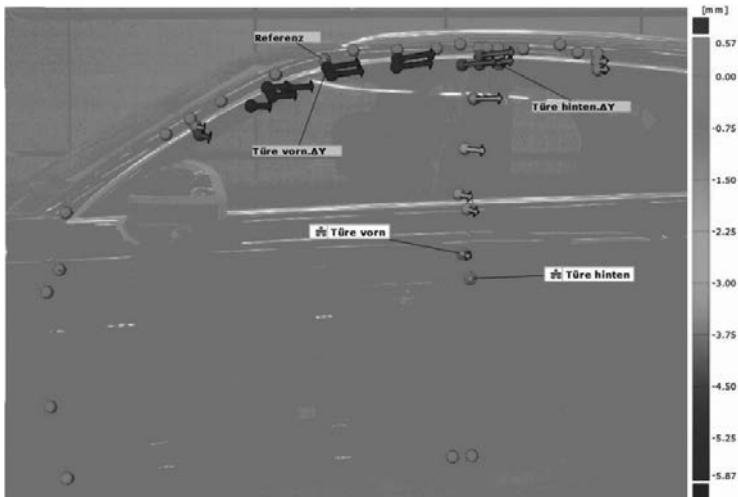 [mm]
0.57
0.00
-0.75
-1.50
-2.25
-3.00
-3.75
-4.50
-5.25
-5.87
Referenz
Türe hinten.ΔY
Türe vorn.ΔY
Türe vorn
Türe hinten